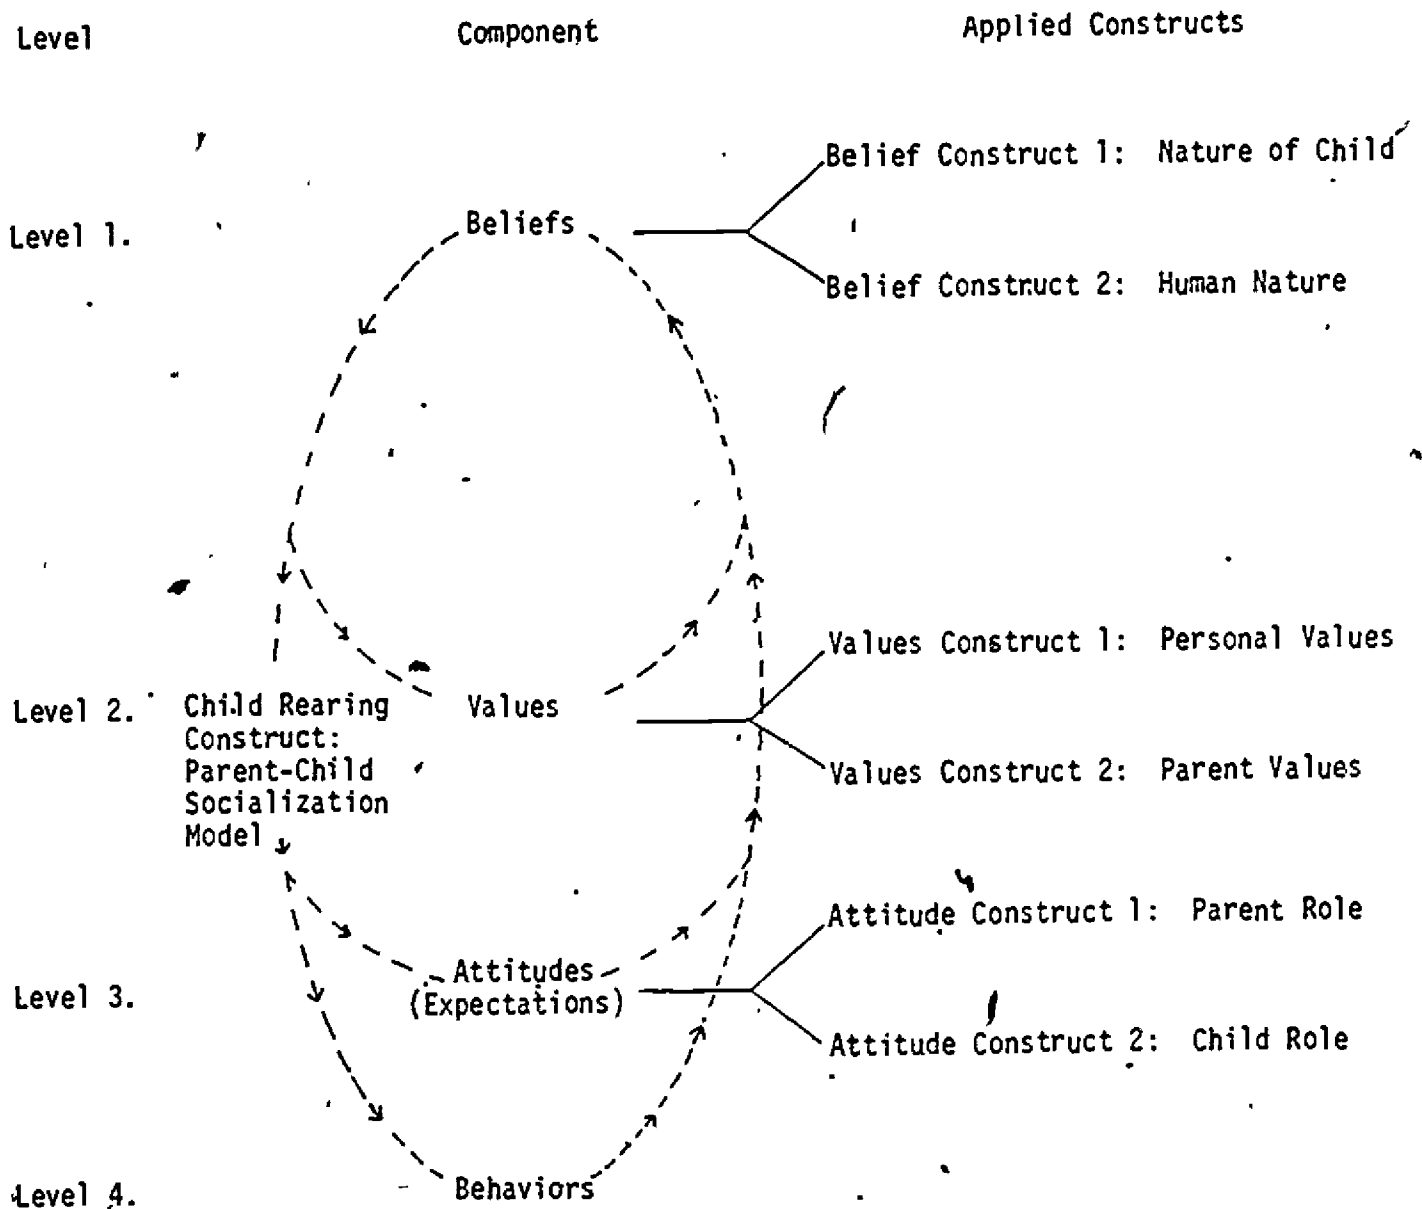 Level Component Applied Constructs
Belief Construct 1: Nature of Child
Level 1. Beliefs
Belief Construct 2: Human Nature
Values Construct 1: Personal Values
Level 2. Child Rearing Values
Construct:
Parent-Child
Values Construct 2: Parent Values
Socialization
Model
Attitude Construct 1: Parent Role
Attitudes
Level 3. (Expectations)
Attitude Construct 2: Child Role
Level 4. Behaviors